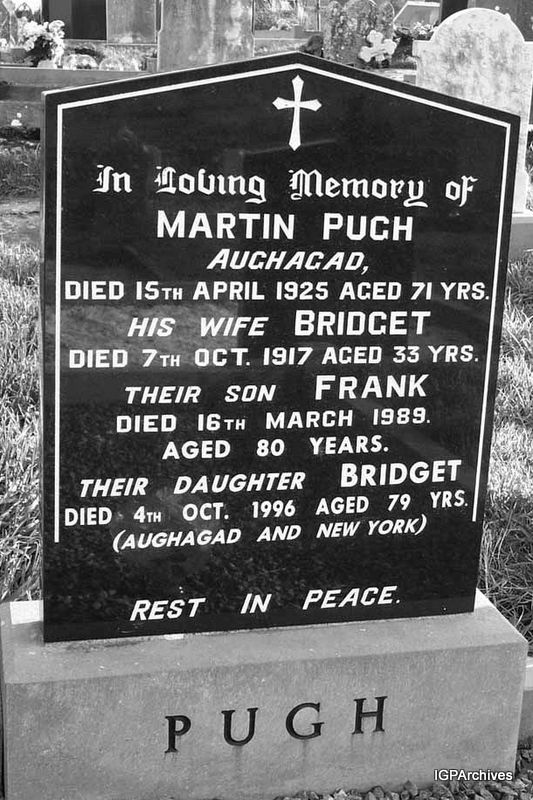 In Loving Memory of
MARTIN PUGH
AUGHAGAD,
DIED 15TH APRIL 1925 AGED 71 YRS.
HIS WIFE BRIDGET
DIED 7TH OCT. 1917 AGED 33 YRS.
THEIR SON FRANK
DIED 16TH MARCH 1989.
AGED 80 YEARS.
THEIR DAUGHTER BRIDGET
DIED 4TH OCT. 1996 AGED 79 YRS.
(AUGHAGAD AND NEW YORK)
REST IN PEACE.
PUGH
IGPArchives